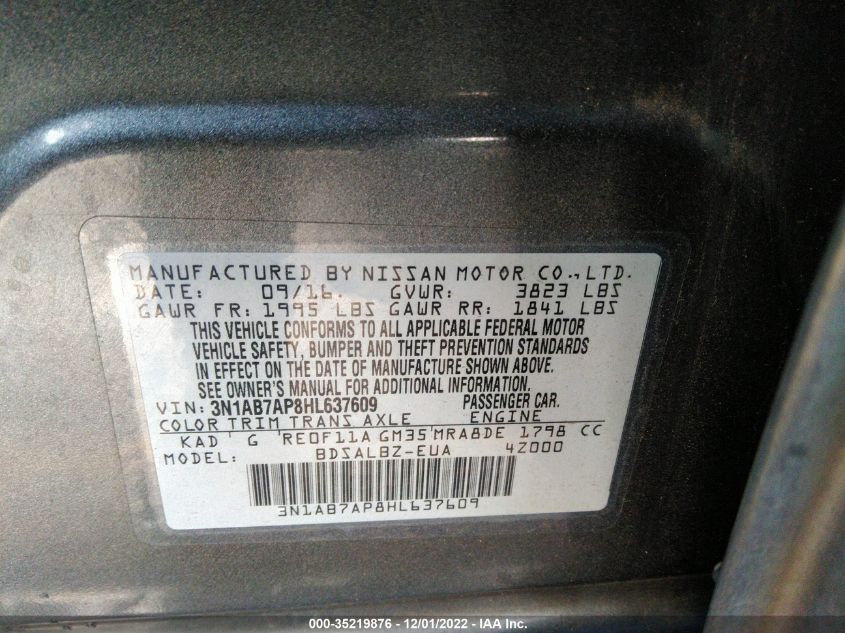 MANUFACTURED BY NISSAN MOTOR CO., LTD.
DATE: 09/16. GVWR: 3823 LBS
GAWR FR: 1995 LBS GAWR RR: 1841 LBS
THIS VEHICLE CONFORMS TO ALL APPLICABLE FEDERAL MOTOR
VEHICLE SAFETY, BUMPER AND THEFT PREVENTION STANDARDS
IN EFFECT ON THE DATE OF MANUFACTURE SHOWN ABOVE.
SEE OWNER'S MANUAL FOR ADDITIONAL INFORMATION.
VIN: 3N1AB7AP8HL637609 PASSENGER CAR.
COLOR TRIM TRANS AXLE ENGINE
KAD G RE0F11A GM35 MRA8DE 1798 CC
MODEL: BDSALBZ-EUA 4Z000
3N1AB7AP8HL637609
000-35219876 - 12/01/2022 - IAA Inc.